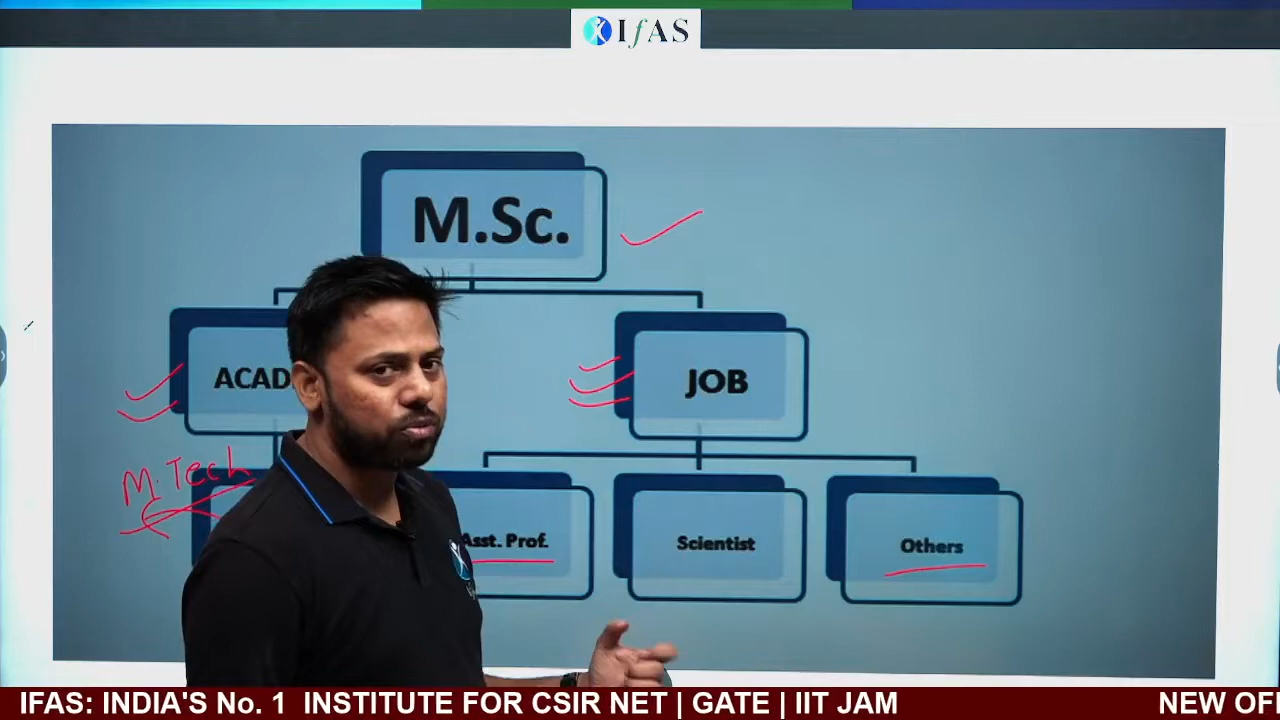 IfAS
M.Sc.
ACAD
JOB
M.Tech
Asst. Prof.
Scientist
Others
IFAS: INDIA'S No. 1 INSTITUTE FOR CSIR NET | GATE | IIT JAM
NEW OF